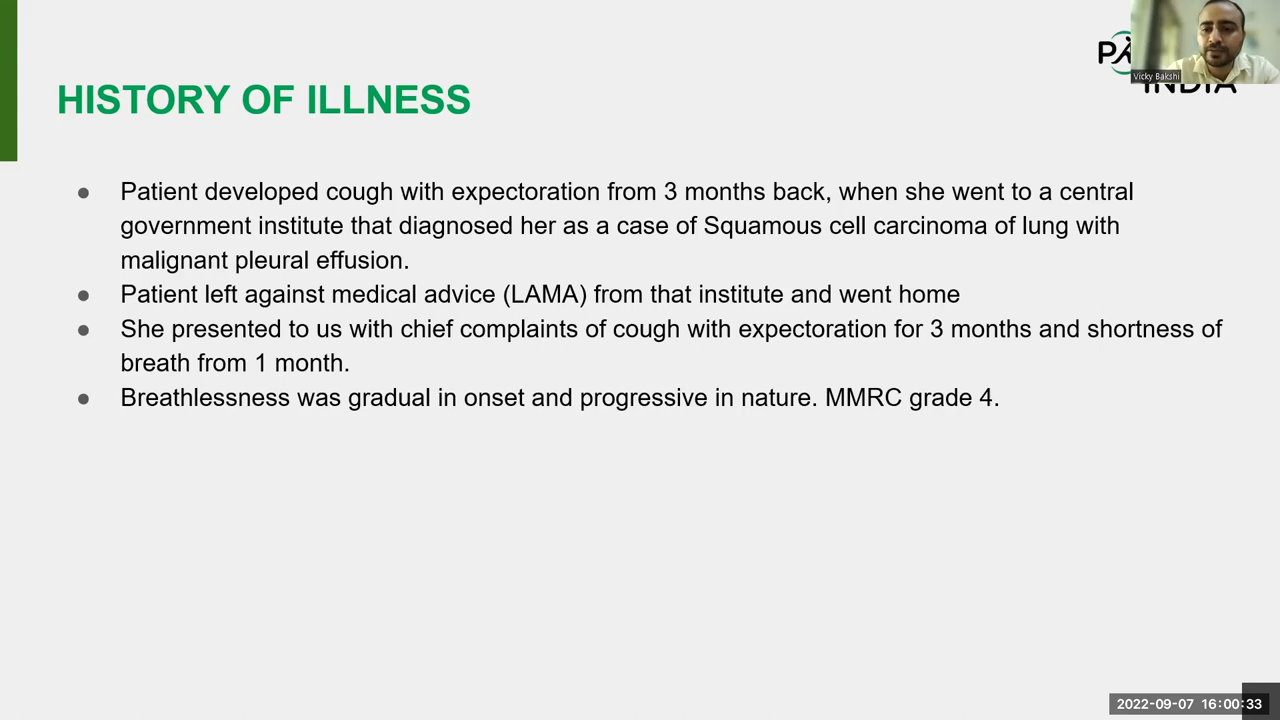 HISTORY OF ILLNESS
● Patient developed cough with expectoration from 3 months back, when she went to a central
government institute that diagnosed her as a case of Squamous cell carcinoma of lung with
malignant pleural effusion.
● Patient left against medical advice (LAMA) from that institute and went home
● She presented to us with chief complaints of cough with expectoration for 3 months and shortness of
breath from 1 month.
● Breathlessness was gradual in onset and progressive in nature. MMRC grade 4.
Vicky Bakshi
INDIA
2022-09-07 16:00:33